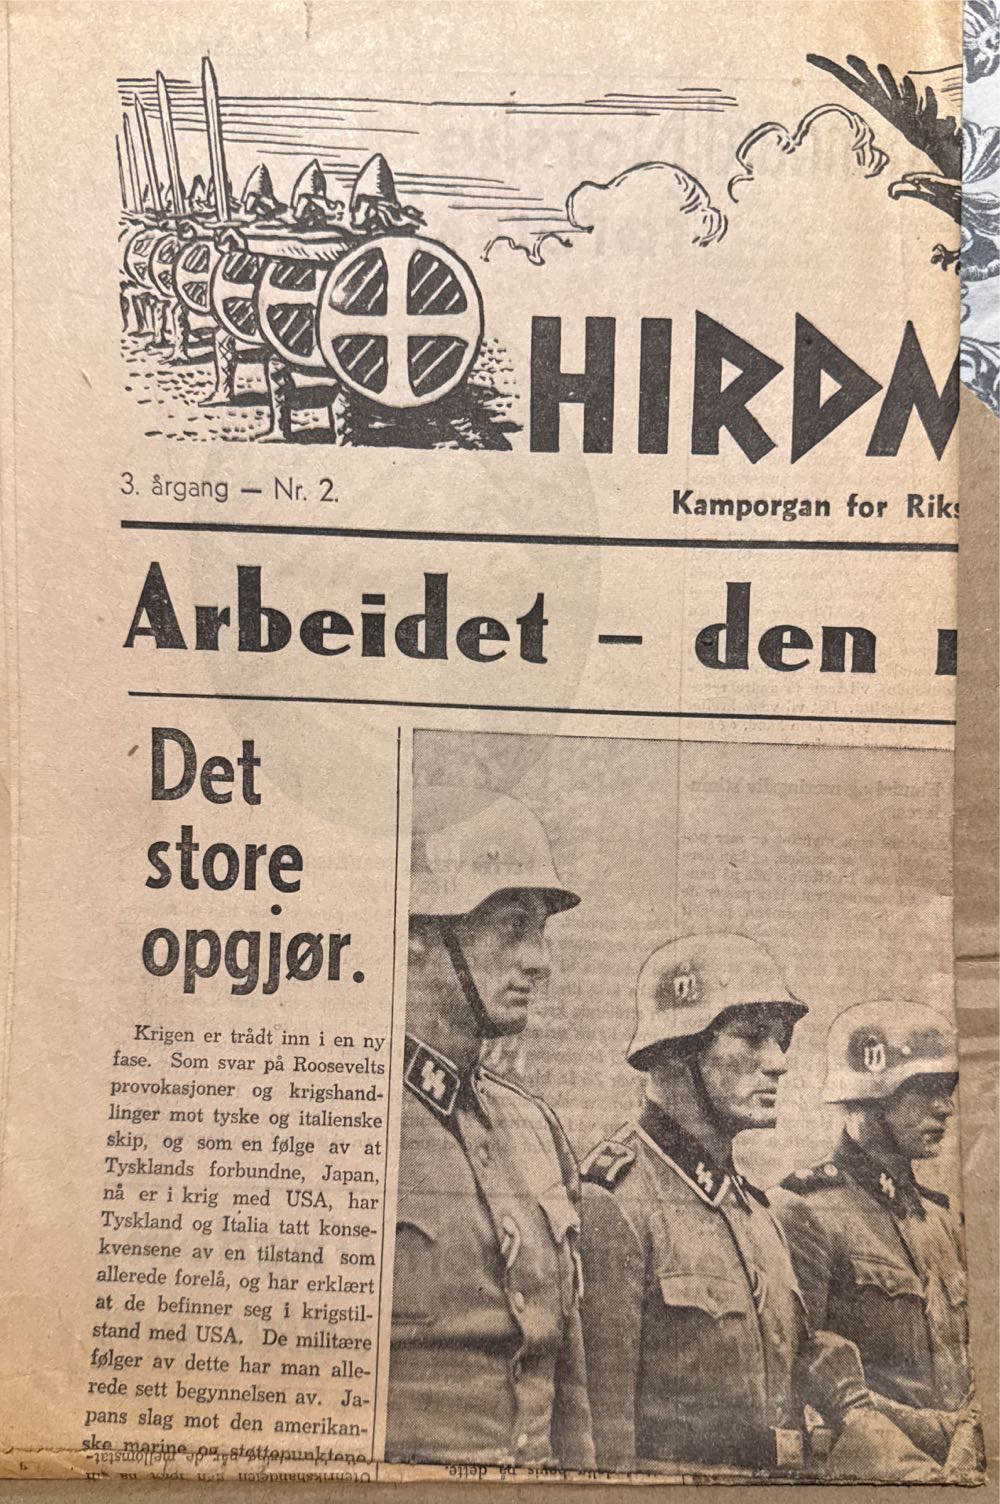 HIRDM
3. årgang — Nr. 2.
Kamporgan for Riks
Arbeidet – den
Det
store
opgjør.
Krigen er trådt inn i en ny
fase. Som svar på Roosevelts
provokasjoner og krigshand-
linger mot tyske og italienske
skip, og som en følge av at
Tysklands forbundne, Japan,
nå er i krig med USA, har
Tyskland og Italia tatt konse-
kvensene av en tilstand som
allerede forelå, og har erklært
at de befinner seg i krigstil-
stand med USA. De militære
følger av dette har man alle-
rede sett begynnelsen av. Ja-
pans slag mot den amerikan-
ske marine og støttepunktene